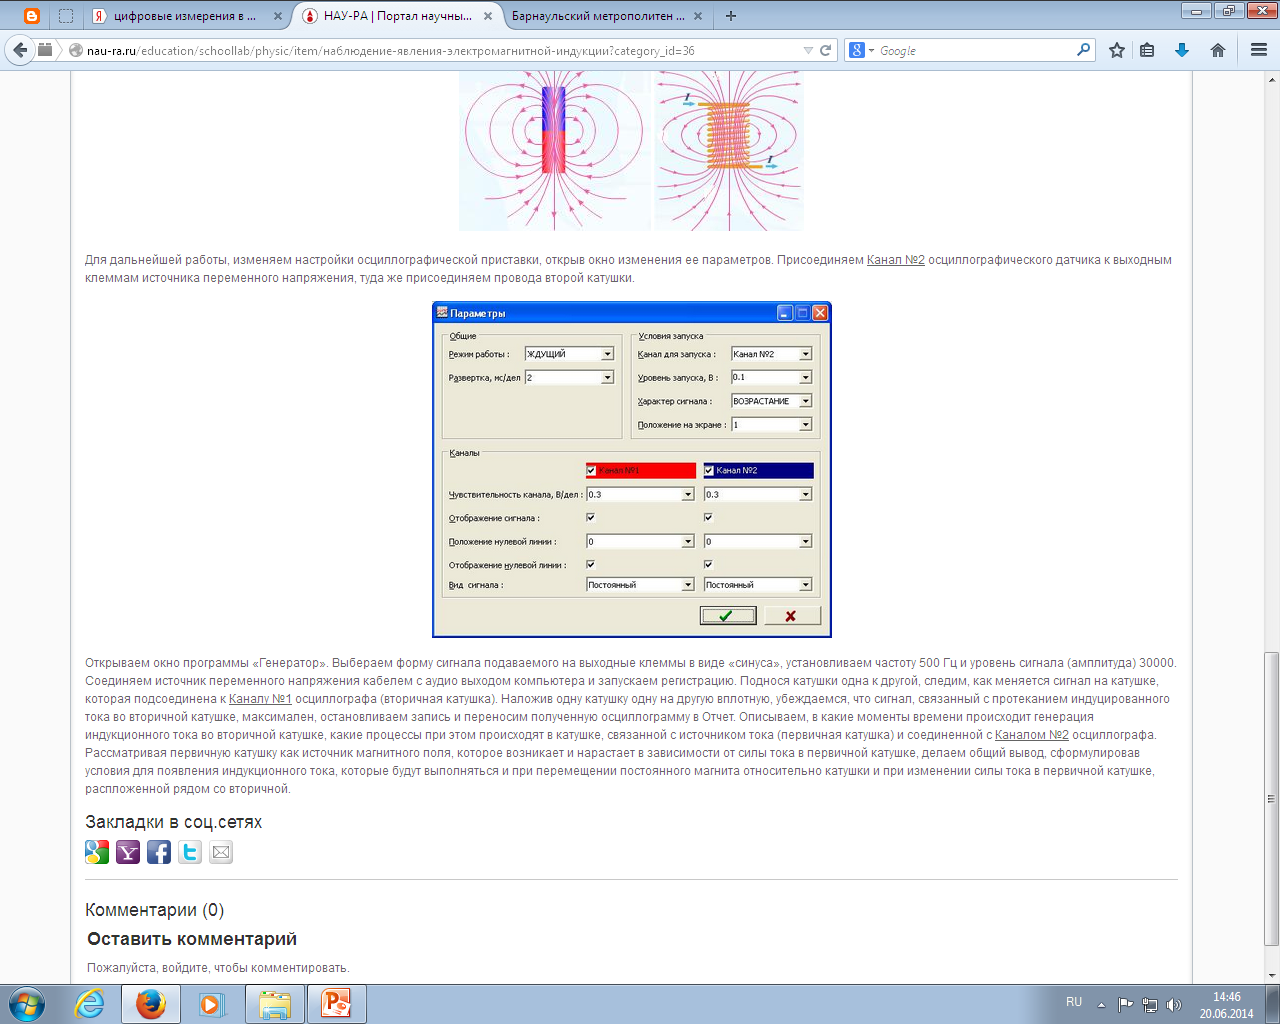 цифровые измерения в ...
НАУ-РА | Портал научны...
Барнаульский метрополитен ...
nau-ra.ru/education/schoollab/physic/item/наблюдение-явления-электромагнитной-индукции?category_id=36
Google
I
I
Для дальнейшей работы, изменяем настройки осциллографической приставки, открыв окно изменения ее параметров. Присоединяем Канал №2 осциллографического датчика к выходным
клеммам источника переменного напряжения, туда же присоединяем провода второй катушки.
Параметры
Общие
Режим работы : ЖДУЩИЙ
Развертка, мс/дел 2
Условия запуска
Канал для запуска : Канал №2
Уровень запуска, В : 0.1
Характер сигнала : ВОЗРАСТАНИЕ
Положение на экране : 1
Каналы
Канал №1 Канал №2
Чувствительность канала, В/дел : 0.3 0.3
Отображение сигнала :
Положение нулевой линии : 0 0
Отображение нулевой линии :
Вид сигнала : Постоянный Постоянный
Открываем окно программы «Генератор». Выбераем форму сигнала подаваемого на выходные клеммы в виде «синуса», установливаем частоту 500 Гц и уровень сигнала (амплитуда) 30000.
Соединяем источник переменного напряжения кабелем с аудио выходом компьютера и запускаем регистрацию. Поднося катушки одна к другой, следим, как меняется сигнал на катушке,
которая подсоединена к Каналу №1 осциллографа (вторичная катушка). Наложив одну катушку одну на другую вплотную, убеждаемся, что сигнал, связанный с протеканием индуцированного
тока во вторичной катушке, максимален, остановливаем запись и переносим полученную осциллограмму в Отчет. Описываем, в какие моменты времени происходит генерация
индукционного тока во вторичной катушке, какие процессы при этом происходят в катушке, связанной с источником тока (первичная катушка) и соединенной с Каналом №2 осциллографа.
Рассматривая первичную катушку как источник магнитного поля, которое возникает и нарастает в зависимости от силы тока в первичной катушке, делаем общий вывод, сформулировав
условия для появления индукционного тока, которые будут выполняться и при перемещении постоянного магнита относительно катушки и при изменении силы тока в первичной катушке,
распложенной рядом со вторичной.
Закладки в соц.сетях
Комментарии (0)
Оставить комментарий
Пожалуйста, войдите, чтобы комментировать.
RU
14:46
20.06.2014